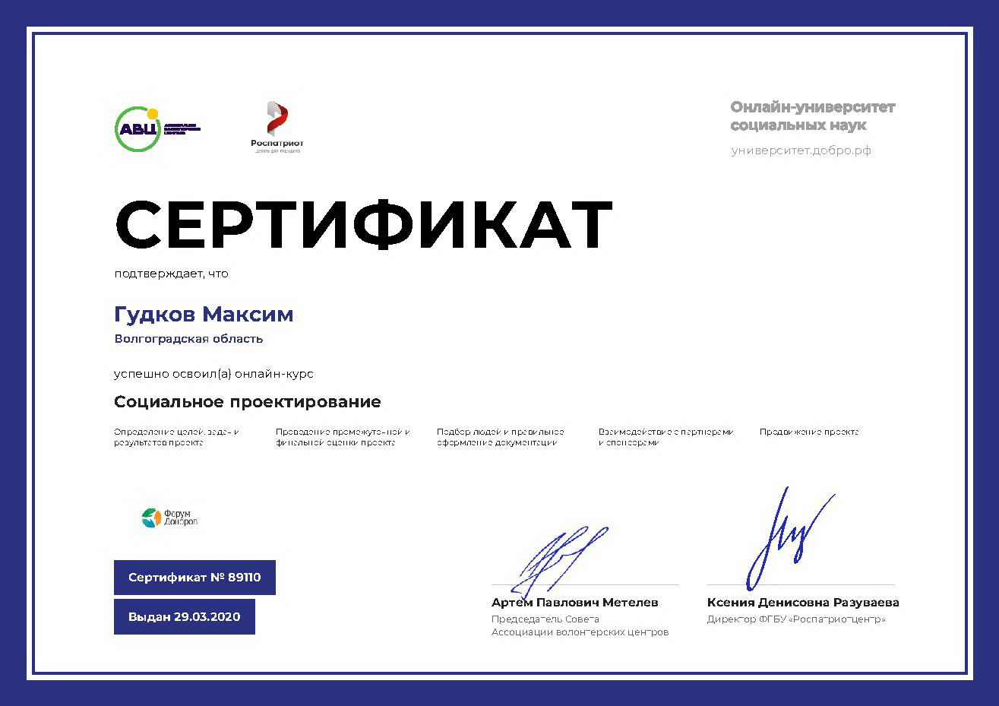 АВЦ
Роспатриот
Онлайн-университет
социальных наук
университет.добро.рф
СЕРТИФИКАТ
подтверждает, что
Гудков Максим
Волгоградская область
успешно освоил(а) онлайн-курс
Социальное проектирование
Определение целей, задач и
результатов проекта
Проведение промежуточной и
финальной оценки проекта
Подбор людей и правильное
оформление документации
Взаимодействие с партнерами
и спонсорами
Продвижение проекта
Форум
Доноров
Сертификат № 89110
Выдан 29.03.2020
Артем Павлович Метелев
Председатель Совета
Ассоциации волонтерских центров
Ксения Денисовна Разуваева
Директор ФГБУ «Роспатриотцентр»